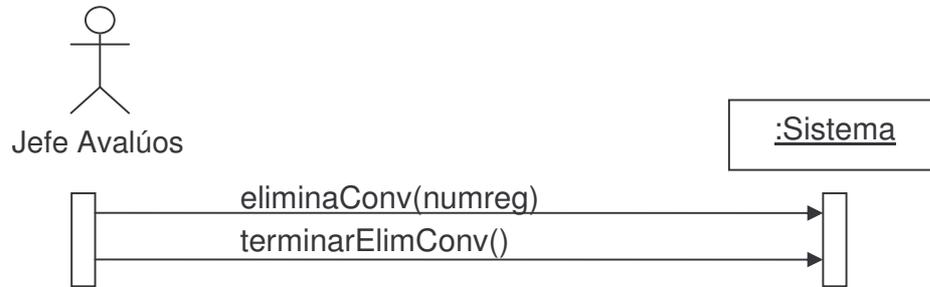 Jefe Avalúos
:Sistema
eliminaConv(numreg)
terminarElimConv()